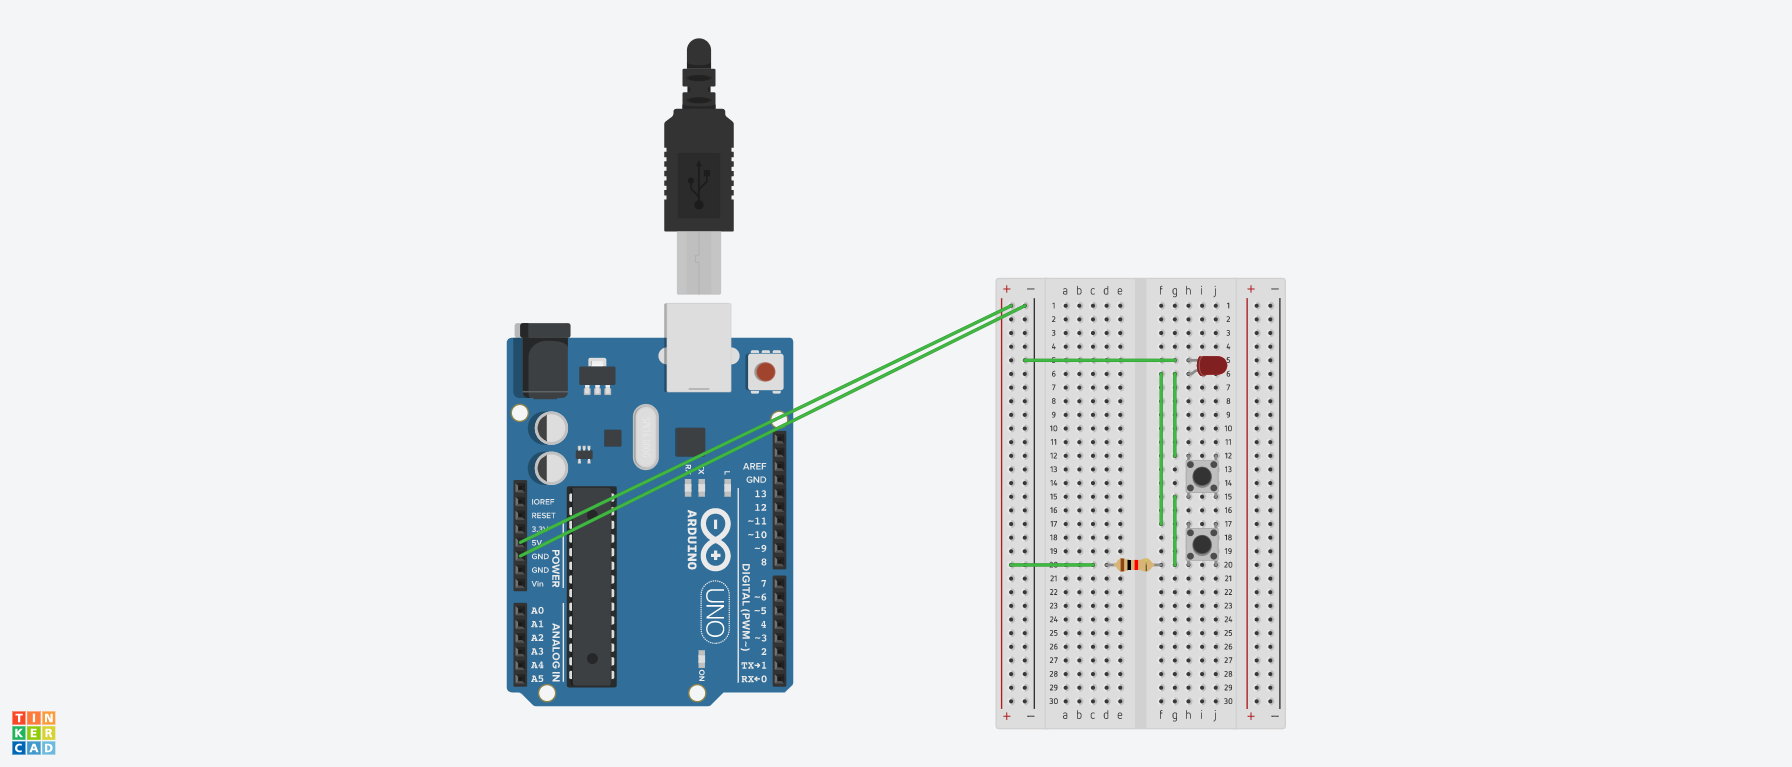 + − a b c d e f g h i j + −
1 1
2 2
3 3
4 4
5 5
6 6
7 7
8 8
9 9
10 10
11 11
12 12
13 13
14 14
15 15
16 16
17 17
18 18
19 19
20 20
21 21
22 22
23 23
24 24
25 25
26 26
27 27
28 28
29 29
30 30
+ − a b c d e f g h i j + −
AREF
GND
13
12
~11
~10
~9
8
7
~6
~5
4
~3
2
TX→1
RX←0
DIGITAL (PWM~)
L
TX
ARDUINO
UNO
ON
IOREF
RESET
3.3V
5V
GND
GND
Vin
POWER
A0
A1
A2
A3
A4
A5
ANALOG IN
TIN
KER
CAD